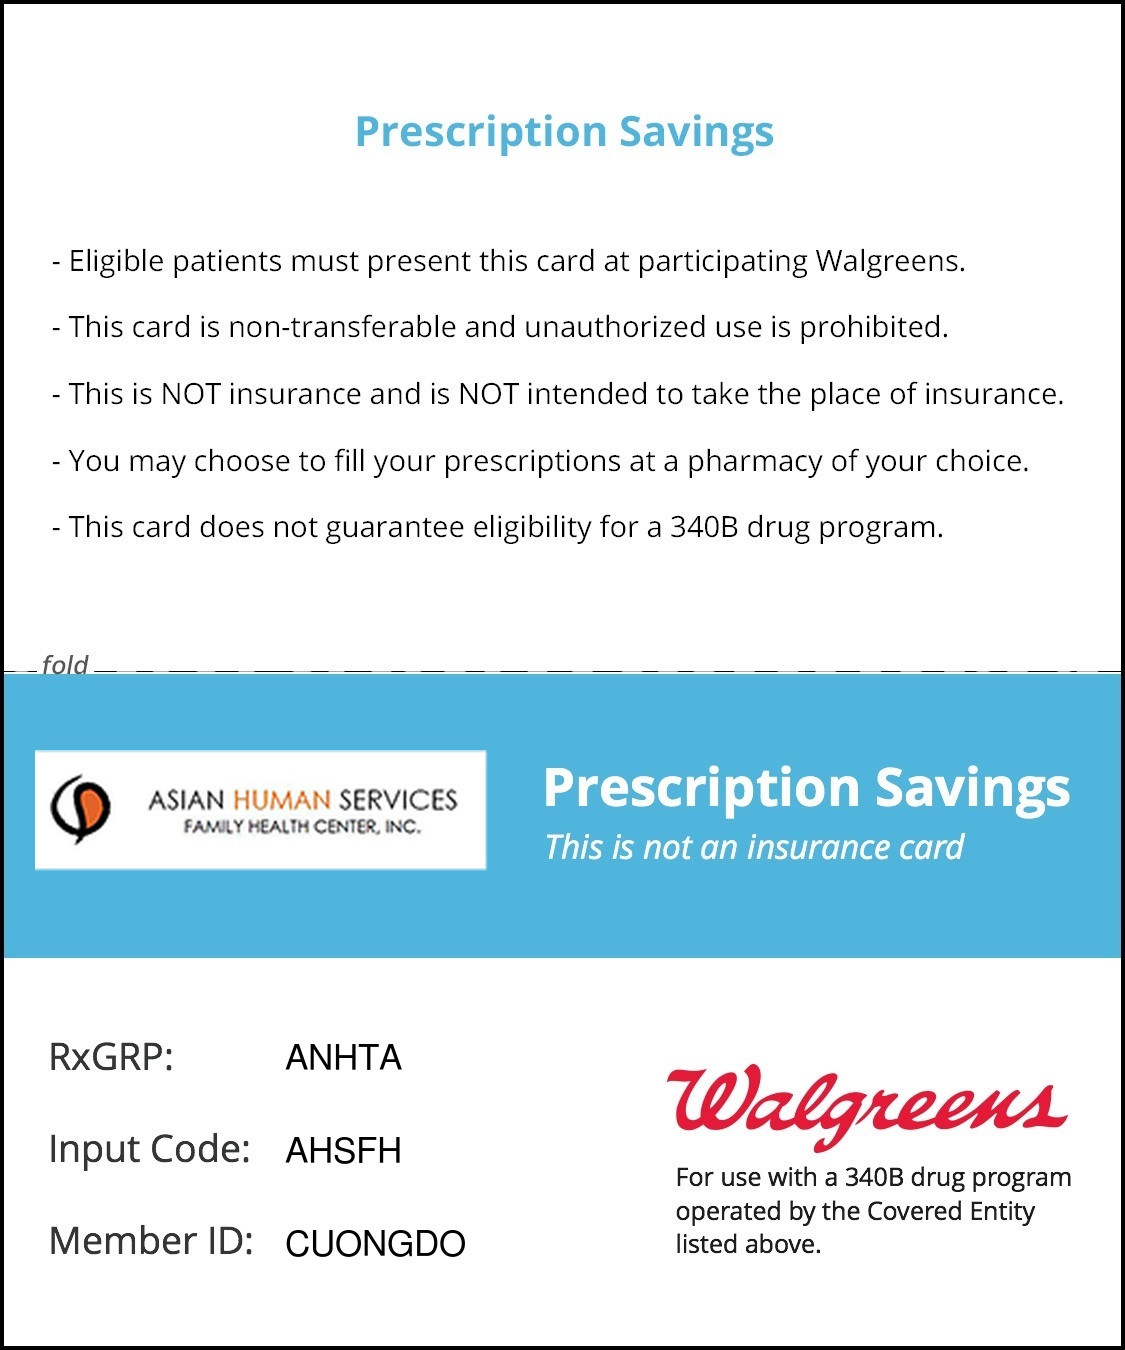 Prescription Savings
- Eligible patients must present this card at participating Walgreens.
- This card is non-transferable and unauthorized use is prohibited.
- This is NOT insurance and is NOT intended to take the place of insurance.
- You may choose to fill your prescriptions at a pharmacy of your choice.
- This card does not guarantee eligibility for a 340B drug program.
fold
ASIAN HUMAN SERVICES
FAMILY HEALTH CENTER, INC.
Prescription Savings
This is not an insurance card
RxGRP: ANHTA
Input Code: AHSFH
Member ID: CUONGDO
Walgreens
For use with a 340B drug program
operated by the Covered Entity
listed above.